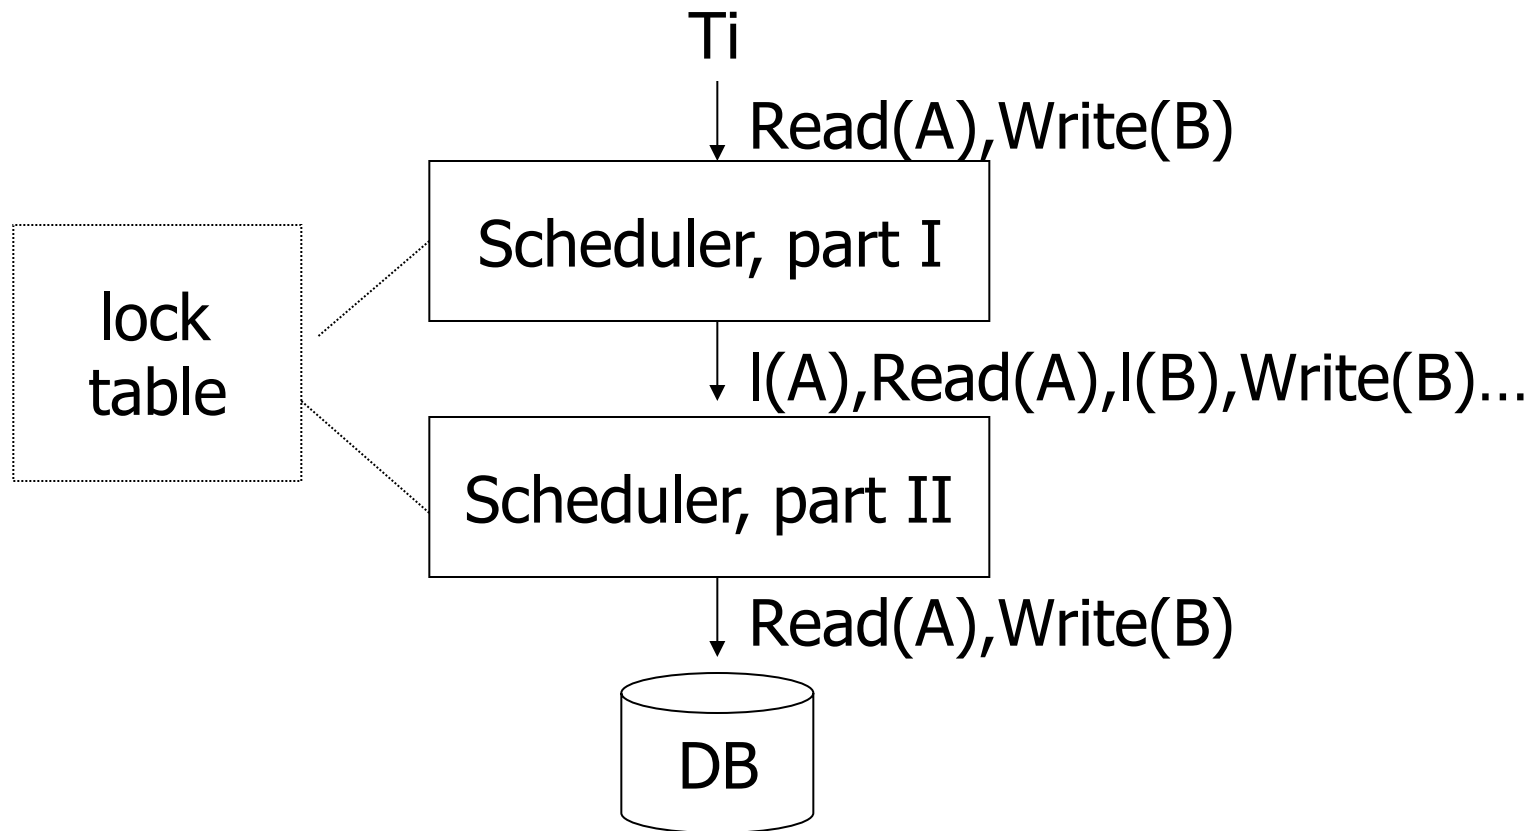 Ti
Read(A),Write(B)
Scheduler, part I
lock
table
l(A),Read(A),l(B),Write(B)…
Scheduler, part II
Read(A),Write(B)
DB